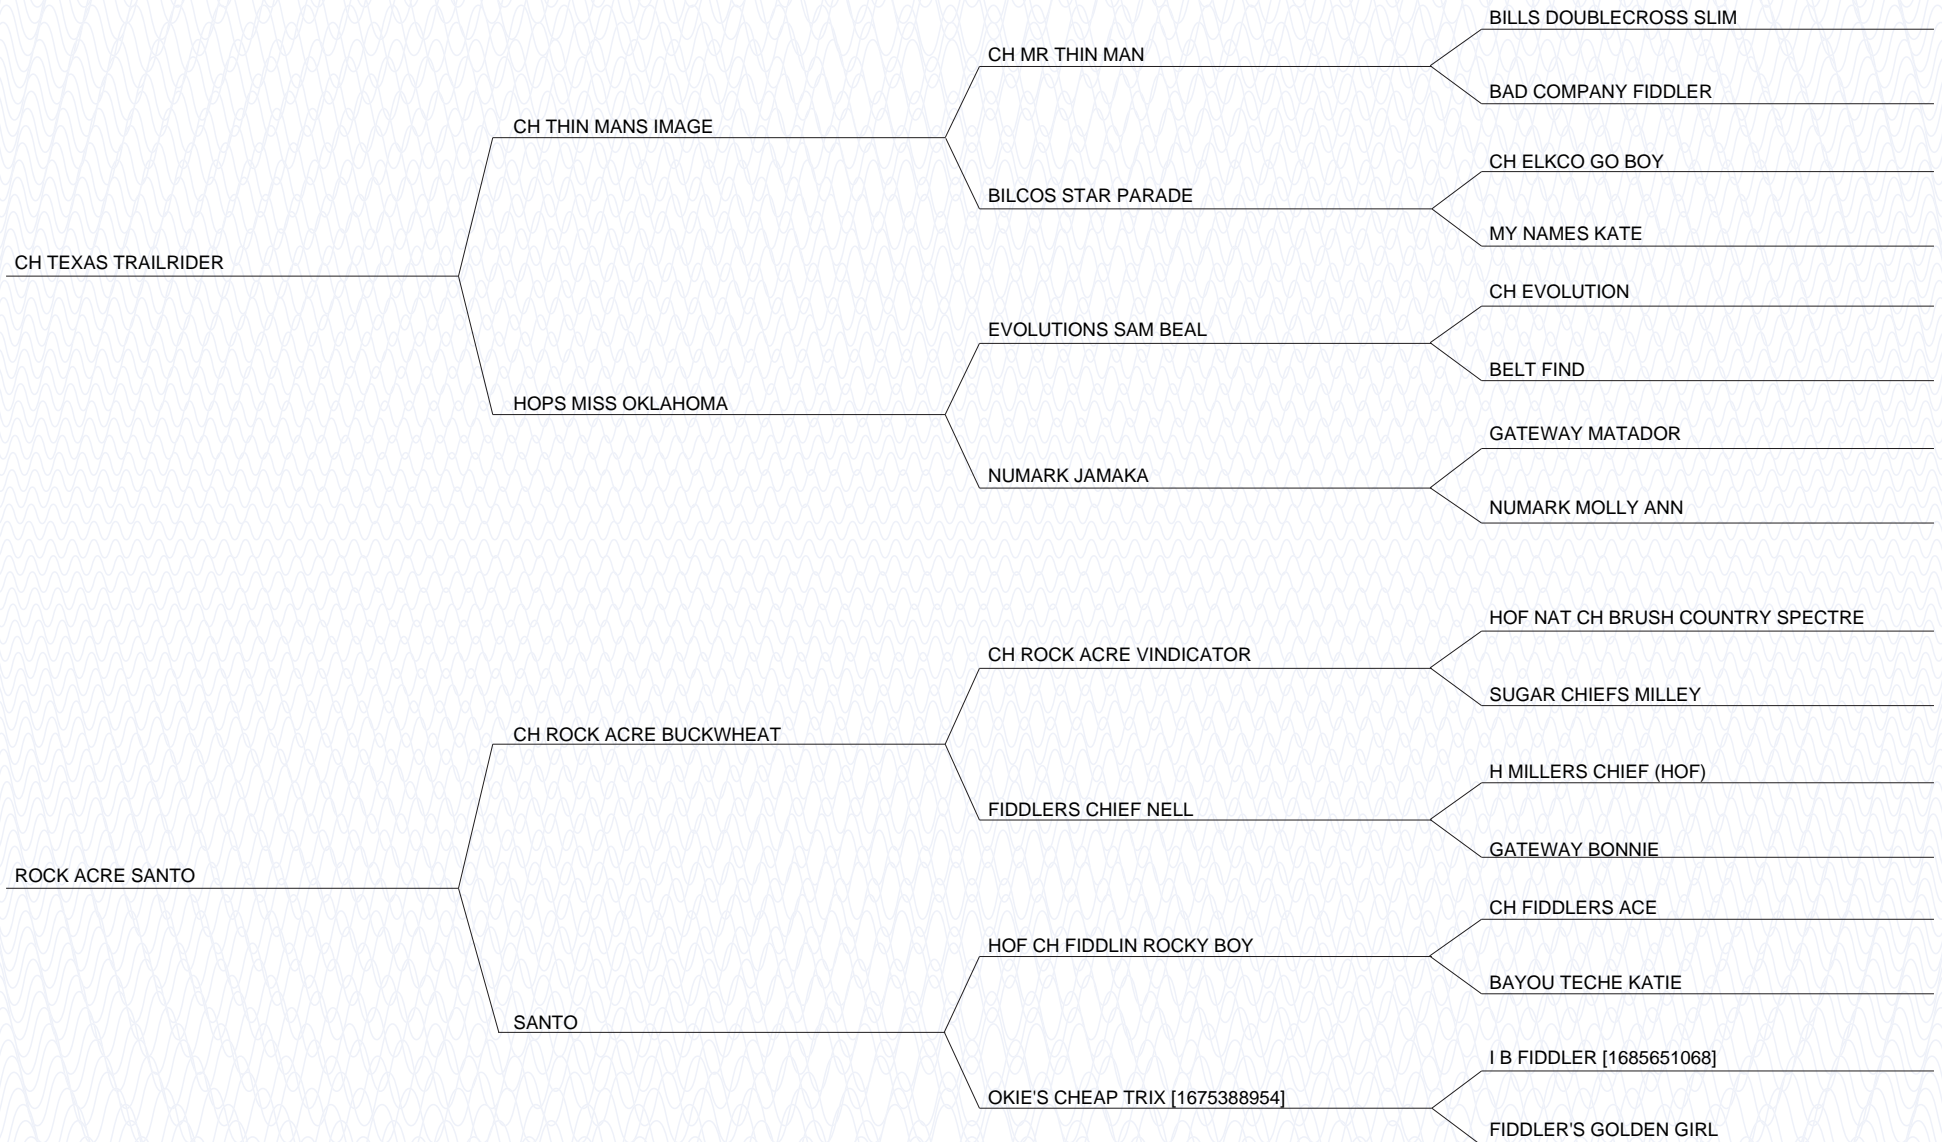 BILLS DOUBLECROSS SLIM
CH MR THIN MAN
BAD COMPANY FIDDLER
CH THIN MANS IMAGE
CH ELKCO GO BOY
BILCOS STAR PARADE
MY NAMES KATE
CH TEXAS TRAILRIDER
CH EVOLUTION
EVOLUTIONS SAM BEAL
BELT FIND
HOPS MISS OKLAHOMA
GATEWAY MATADOR
NUMARK JAMAKA
NUMARK MOLLY ANN
HOF NAT CH BRUSH COUNTRY SPECTRE
CH ROCK ACRE VINDICATOR
SUGAR CHIEFS MILLEY
CH ROCK ACRE BUCKWHEAT
H MILLERS CHIEF (HOF)
FIDDLERS CHIEF NELL
GATEWAY BONNIE
ROCK ACRE SANTO
CH FIDDLERS ACE
HOF CH FIDDLIN ROCKY BOY
BAYOU TECHE KATIE
SANTO
I B FIDDLER [1685651068]
OKIE'S CHEAP TRIX [1675388954]
FIDDLER'S GOLDEN GIRL